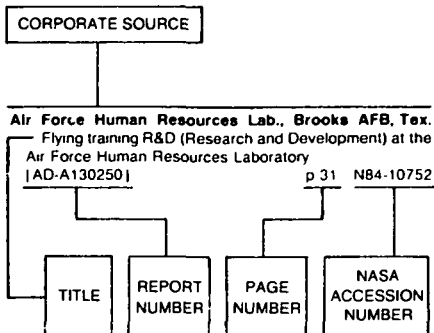 CORPORATE SOURCE
Air Force Human Resources Lab., Brooks AFB, Tex.
Flying training R&D (Research and Development) at the
Air Force Human Resources Laboratory
[AD-A130250] p 31 N84-10752
TITLE
REPORT
NUMBER
PAGE
NUMBER
NASA
ACCESSION
NUMBER